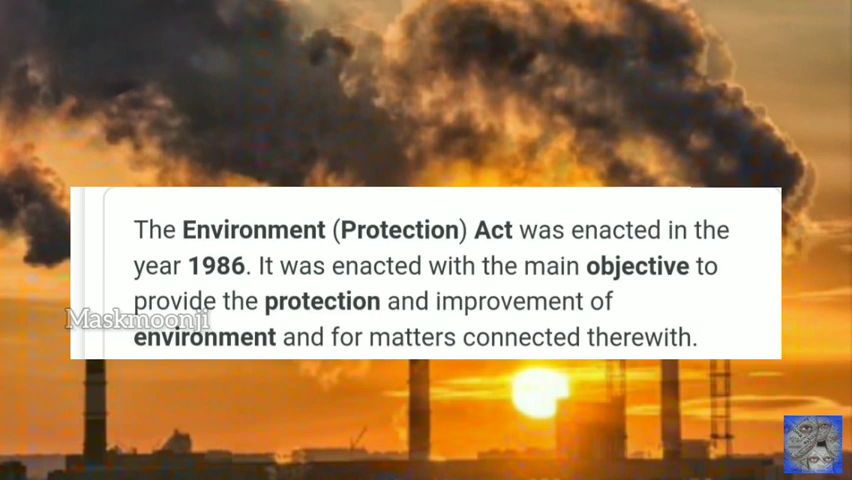 The Environment (Protection) Act was enacted in the
year 1986. It was enacted with the main objective to
provide the protection and improvement of
Maskmoonji
environment and for matters connected therewith.